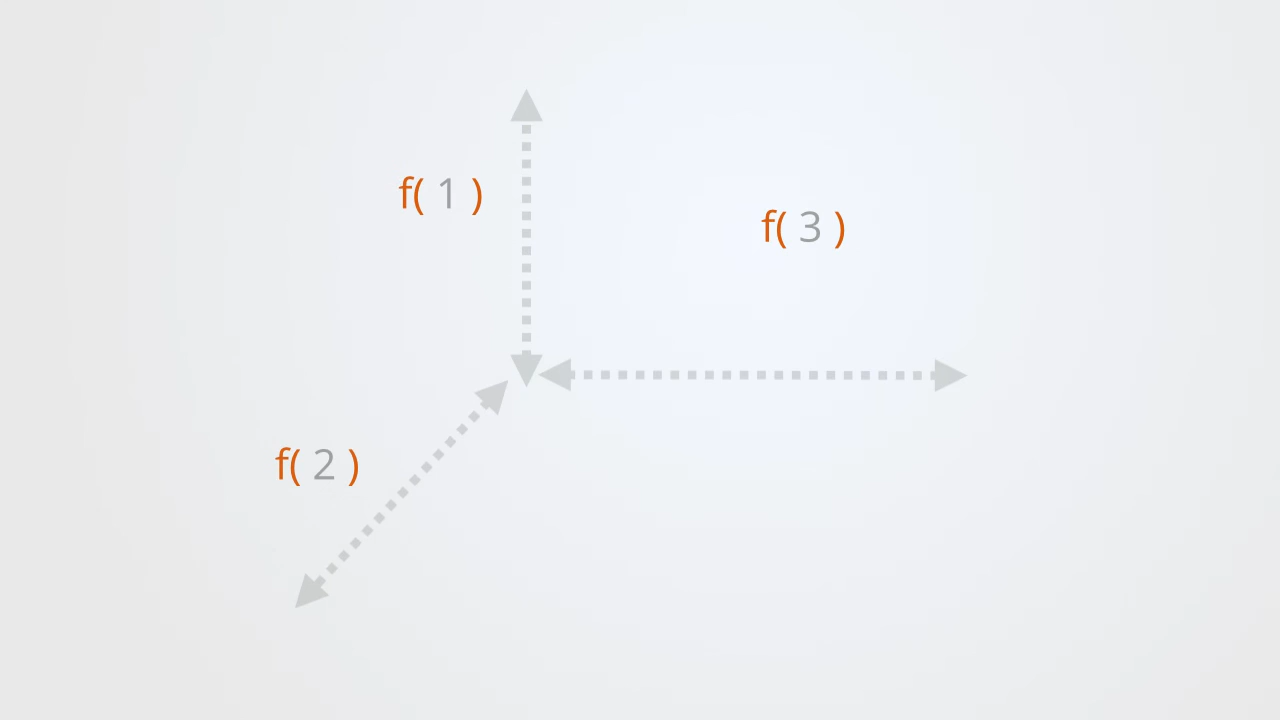 f( 1 )
f( 3 )
f( 2 )